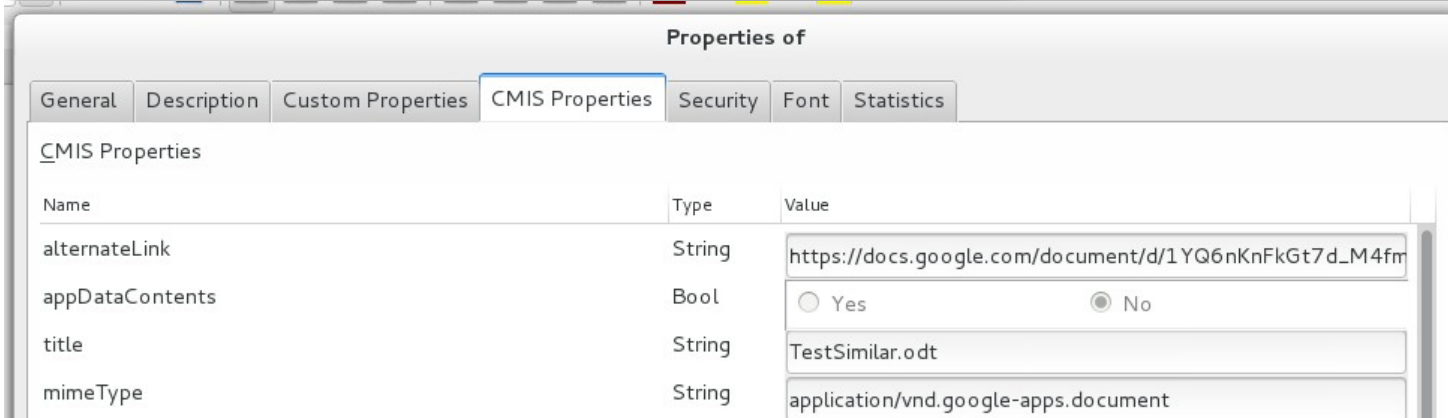 Properties of
General Description Custom Properties CMIS Properties Security Font Statistics
CMIS Properties
Name Type Value
alternateLink String https://docs.google.com/document/d/1YQ6nKnFkGt7d_M4fm
appDataContents Bool Yes No
title String TestSimilar.odt
mimeType String application/vnd.google-apps.document